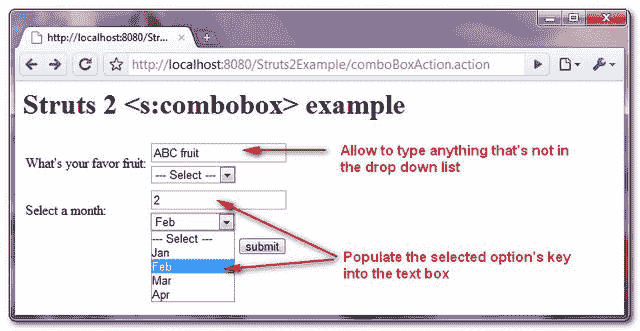 http://localhost:8080/Str...
http://localhost:8080/Struts2Example/comboBoxAction.action
Struts 2 <s:combobox> example
What's your favor fruit:
ABC fruit
--- Select ---
Allow to type anything that's not in
the drop down list
Select a month:
2
Feb
--- Select ---
Jan
Feb
Mar
Apr
submit
Populate the selected option's key
into the text box